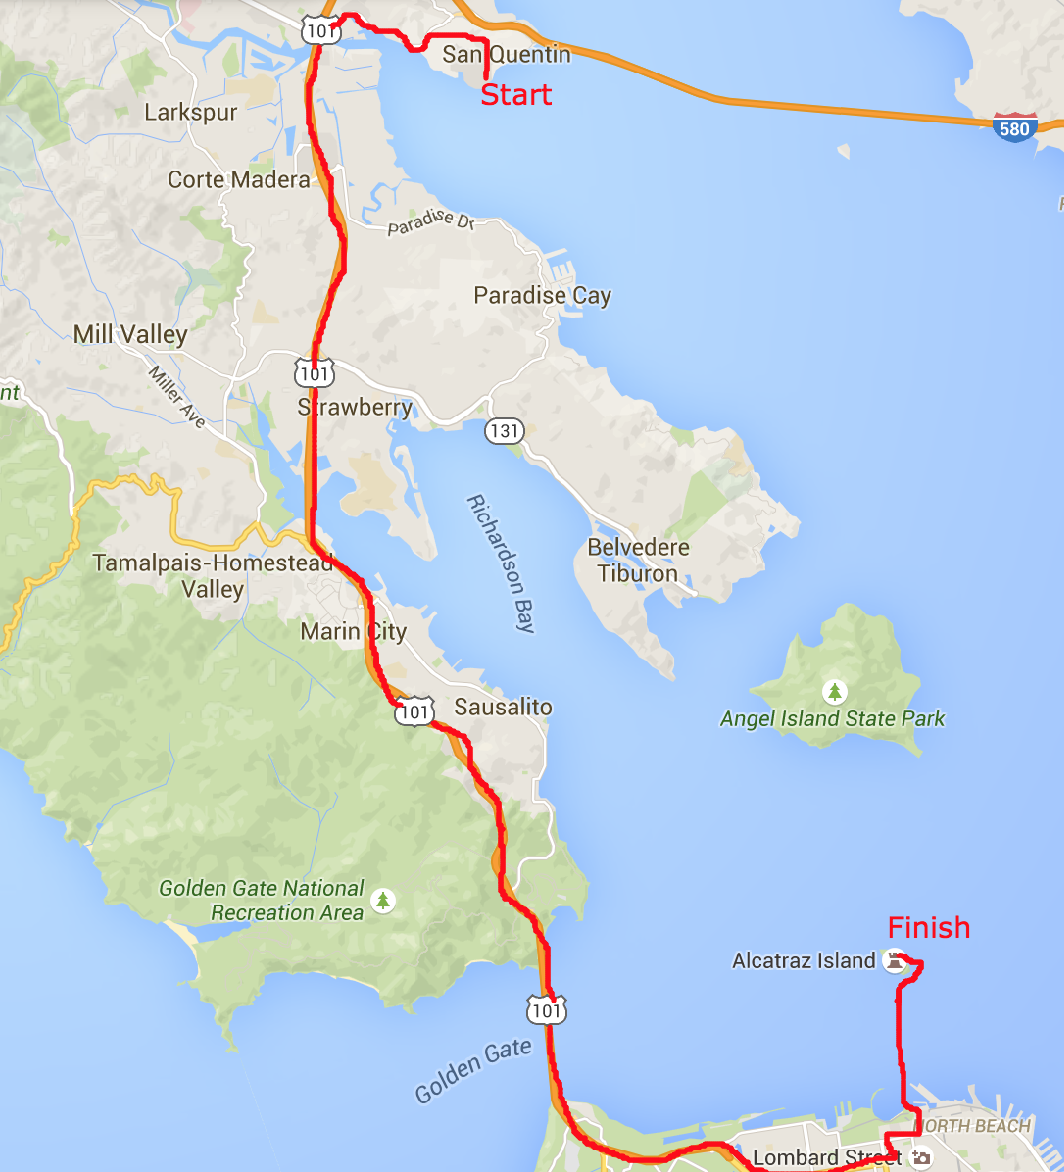 101
San Quentin
Start
Larkspur
580
Corte Madera
Paradise Dr
Paradise Cay
Mill Valley
101
Miller Ave
nt
Strawberry
131
Richardson Bay
Belvedere
Tiburon
Tamalpais-Homestead
Valley
Marin City
101
Sausalito
Angel Island State Park
Golden Gate National
Recreation Area
Finish
Alcatraz Island
101
Golden Gate
NORTH BEACH
Lombard Street